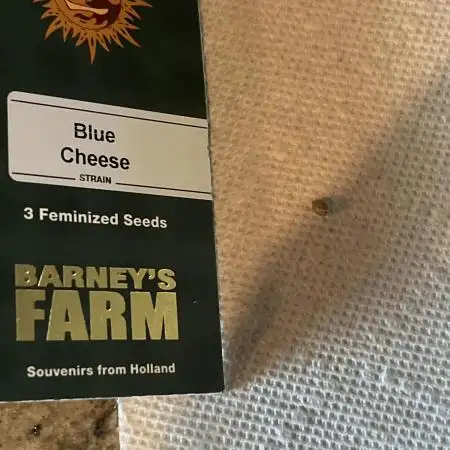 Blue
Cheese
STRAIN
3 Feminized Seeds
BARNEY'S
FARM
Souvenirs from Holland